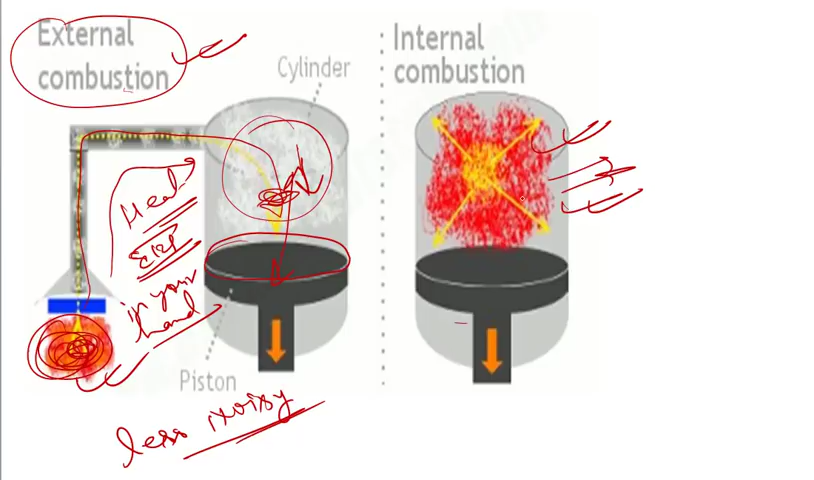 External
combustion
Cylinder
Internal
combustion
Heat
in your
hand
Piston
less noisy